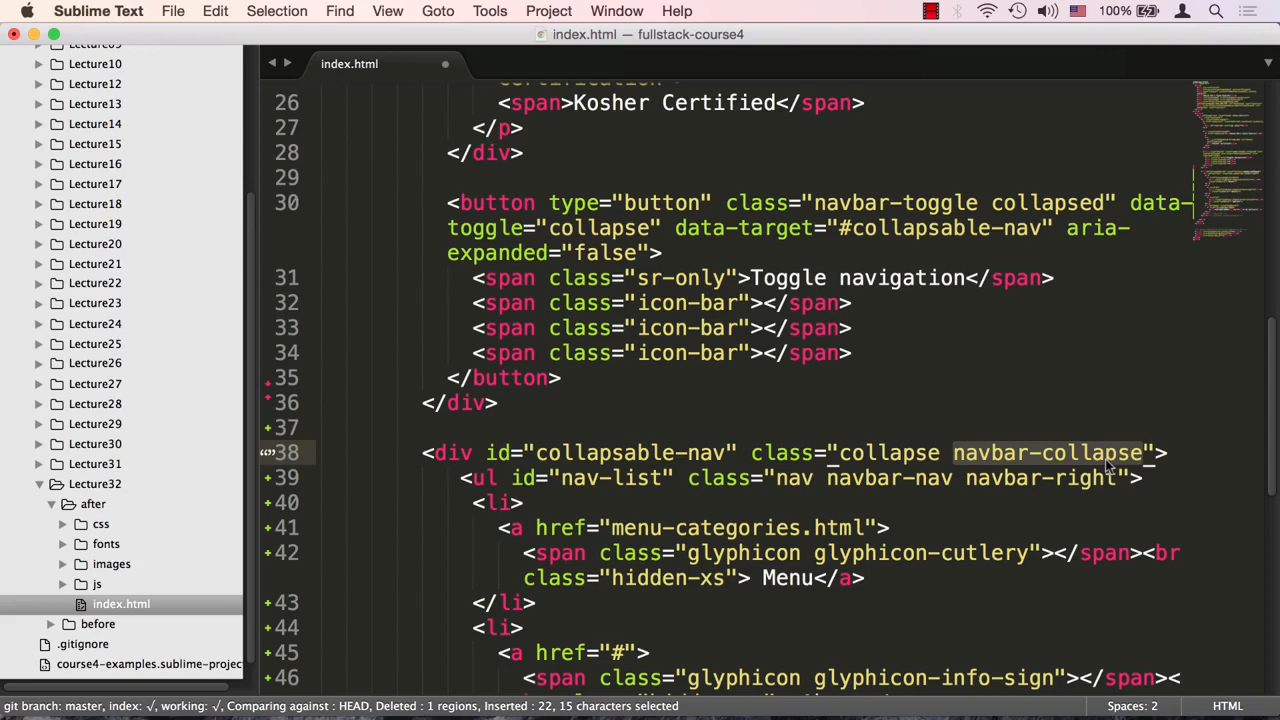 Sublime Text File Edit Selection Find View Goto Tools Project Window Help 100%
index.html — fullstack-course4
Lecture10
Lecture12
Lecture13
Lecture14
Lecture15
Lecture16
Lecture17
Lecture18
Lecture19
Lecture20
Lecture21
Lecture22
Lecture23
Lecture24
Lecture25
Lecture26
Lecture27
Lecture28
Lecture29
Lecture30
Lecture31
Lecture32
after
css
fonts
images
js
index.html
before
.gitignore
course4-examples.sublime-projec
index.html
26 <span>Kosher Certified</span>
27 </p>
28 </div>
29
30 <button type="button" class="navbar-toggle collapsed" data-
toggle="collapse" data-target="#collapsable-nav" aria-
expanded="false">
31 <span class="sr-only">Toggle navigation</span>
32 <span class="icon-bar"></span>
33 <span class="icon-bar"></span>
34 <span class="icon-bar"></span>
35 </button>
36 </div>
37
38 <div id="collapsable-nav" class="collapse navbar-collapse">
39 <ul id="nav-list" class="nav navbar-nav navbar-right">
40 <li>
41 <a href="menu-categories.html">
42 <span class="glyphicon glyphicon-cutlery"></span><br
class="hidden-xs"> Menu</a>
43 </li>
44 <li>
45 <a href="#">
46 <span class="glyphicon glyphicon-info-sign"></span><
git branch: master, index: √, working: √, Comparing against : HEAD, Deleted : 1 regions, Inserted : 22, 15 characters selected Spaces: 2 HTML